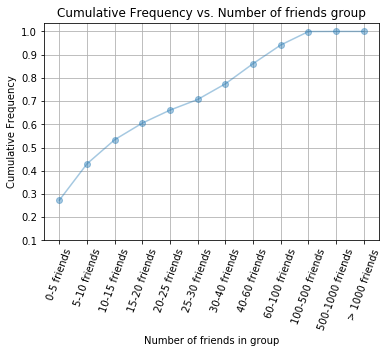 Cumulative Frequency vs. Number of friends group
Cumulative Frequency
1.0
0.9
0.8
0.7
0.6
0.5
0.4
0.3
0.2
0.1
0-5 friends
5-10 friends
10-15 friends
15-20 friends
20-25 friends
25-30 friends
30-40 friends
40-60 friends
60-100 friends
100-500 friends
500-1000 friends
> 1000 friends
Number of friends in group